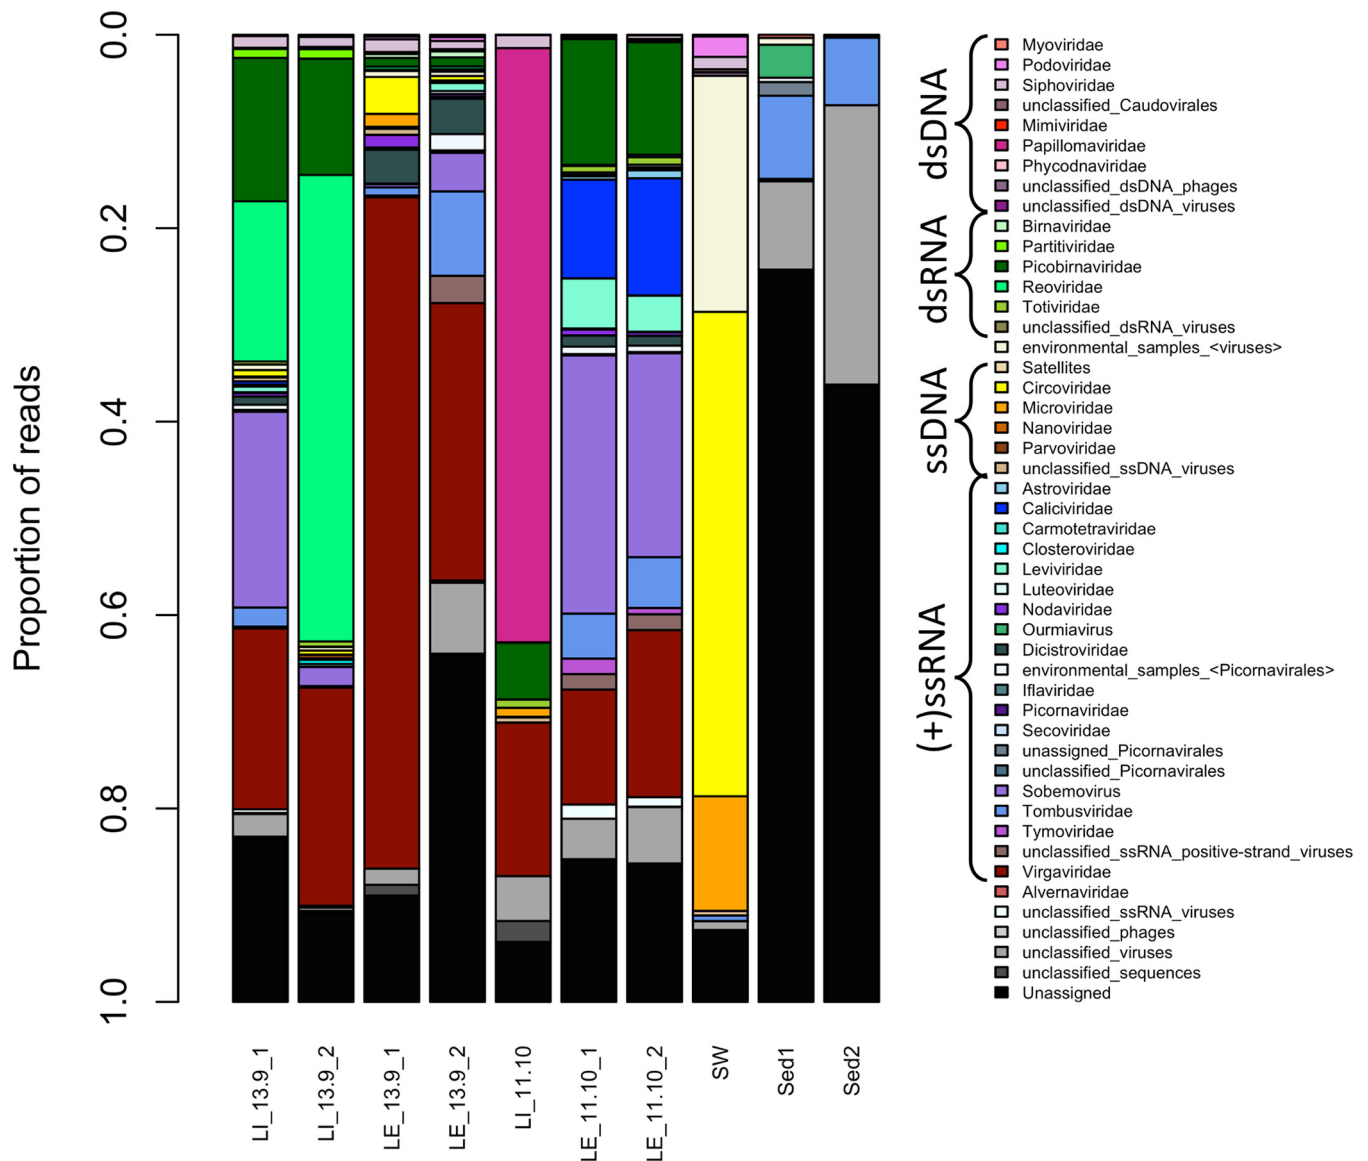 Proportion of reads
0.0
0.2
0.4
0.6
0.8
1.0
LI_13.9_1
LI_13.9_2
LE_13.9_1
LE_13.9_2
LI_11.10
LE_11.10_1
LE_11.10_2
SW
Sed1
Sed2
dsDNA
dsRNA
ssDNA
(+)ssRNA
Myoviridae
Podoviridae
Siphoviridae
unclassified_Caudovirales
Mimiviridae
Papillomaviridae
Phycodnaviridae
unclassified_dsDNA_phages
unclassified_dsDNA_viruses
Birnaviridae
Partitiviridae
Picobirnaviridae
Reoviridae
Totiviridae
unclassified_dsRNA_viruses
environmental_samples_<viruses>
Satellites
Circoviridae
Microviridae
Nanoviridae
Parvoviridae
unclassified_ssDNA_viruses
Astroviridae
Caliciviridae
Carmotetraviridae
Closteroviridae
Leviviridae
Luteoviridae
Nodaviridae
Ourmiavirus
Dicistroviridae
environmental_samples_<Picornavirales>
Iflaviridae
Picornaviridae
Secoviridae
unassigned_Picornavirales
unclassified_Picornavirales
Sobemovirus
Tombusviridae
Tymoviridae
unclassified_ssRNA_positive-strand_viruses
Virgaviridae
Alvernaviridae
unclassified_ssRNA_viruses
unclassified_phages
unclassified_viruses
unclassified_sequences
Unassigned